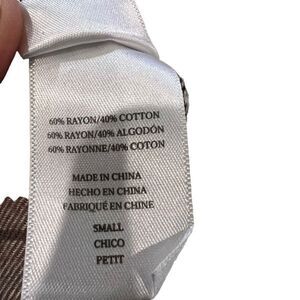 60% RAYON/40% COTTON
60% RAYON/40% ALGODÓN
60% RAYONNE/40% COTON
MADE IN CHINA
HECHO EN CHINA
FABRIQUÉ EN CHINE
SMALL
CHICO
PETIT